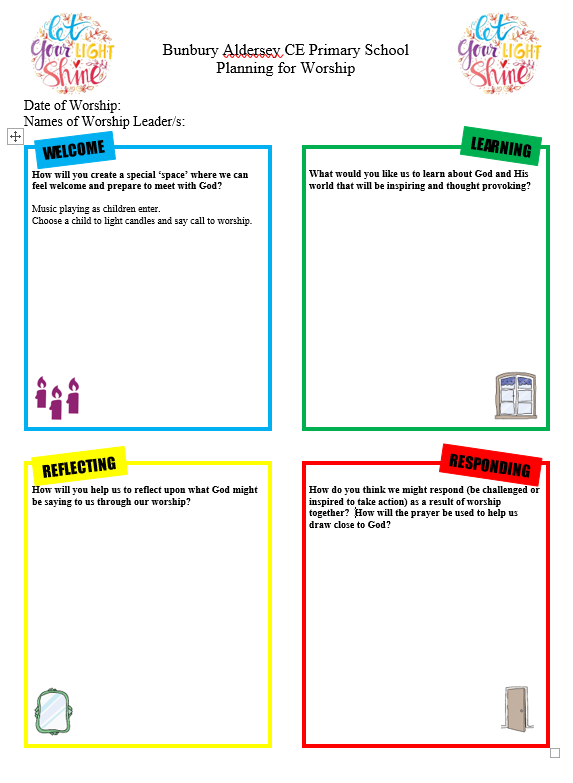 let
Your LIGHT
Shine
Bunbury Aldersey CE Primary School
Planning for Worship
let
Your LIGHT
Shine
Date of Worship:
Names of Worship Leader/s:
WELCOME
How will you create a special ‘space’ where we can
feel welcome and prepare to meet with God?
Music playing as children enter.
Choose a child to light candles and say call to worship.
LEARNING
What would you like us to learn about God and His
world that will be inspiring and thought provoking?
REFLECTING
How will you help us to reflect upon what God might
be saying to us through our worship?
RESPONDING
How do you think we might respond (be challenged or
inspired to take action) as a result of worship
together?  How will the prayer be used to help us
draw close to God?